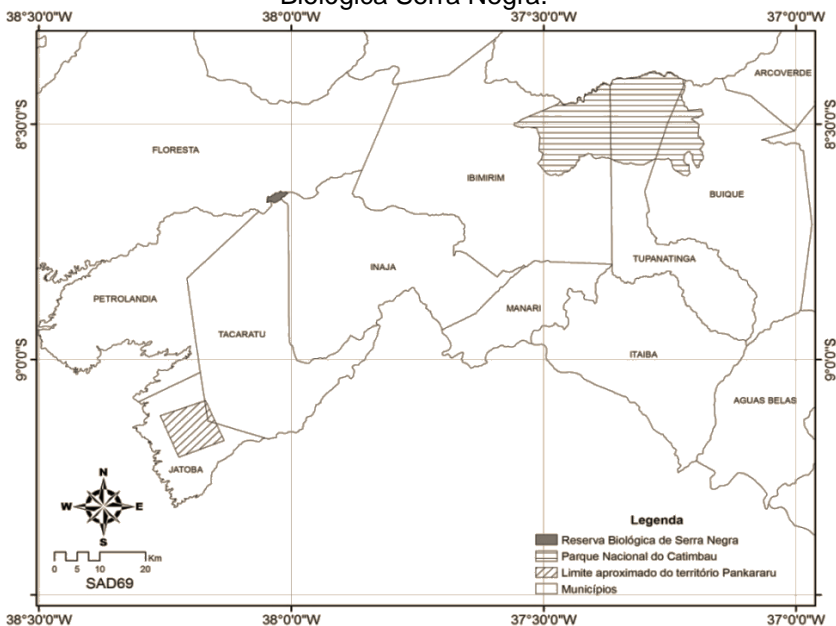 Biológica Serra Negra.
38°30'0"W 38°0'0"W 37°30'0"W 37°0'0"W
ARCOVERDE
8°30'0"S 8°30'0"S
FLORESTA
IBIMIRIM
BUIQUE
TUPANATINGA
INAJA
PETROLANDIA
MANARI
TACARATU
ITAIBA
9°0'0"S 9°0'0"S
AGUAS BELAS
JATOBA
N
W E
S
0 5 10 20 Km
SAD69
Legenda
Reserva Biológica de Serra Negra
Parque Nacional do Catimbau
Limite aproximado do território Pankararu
Municípios
38°30'0"W 38°0'0"W 37°30'0"W 37°0'0"W